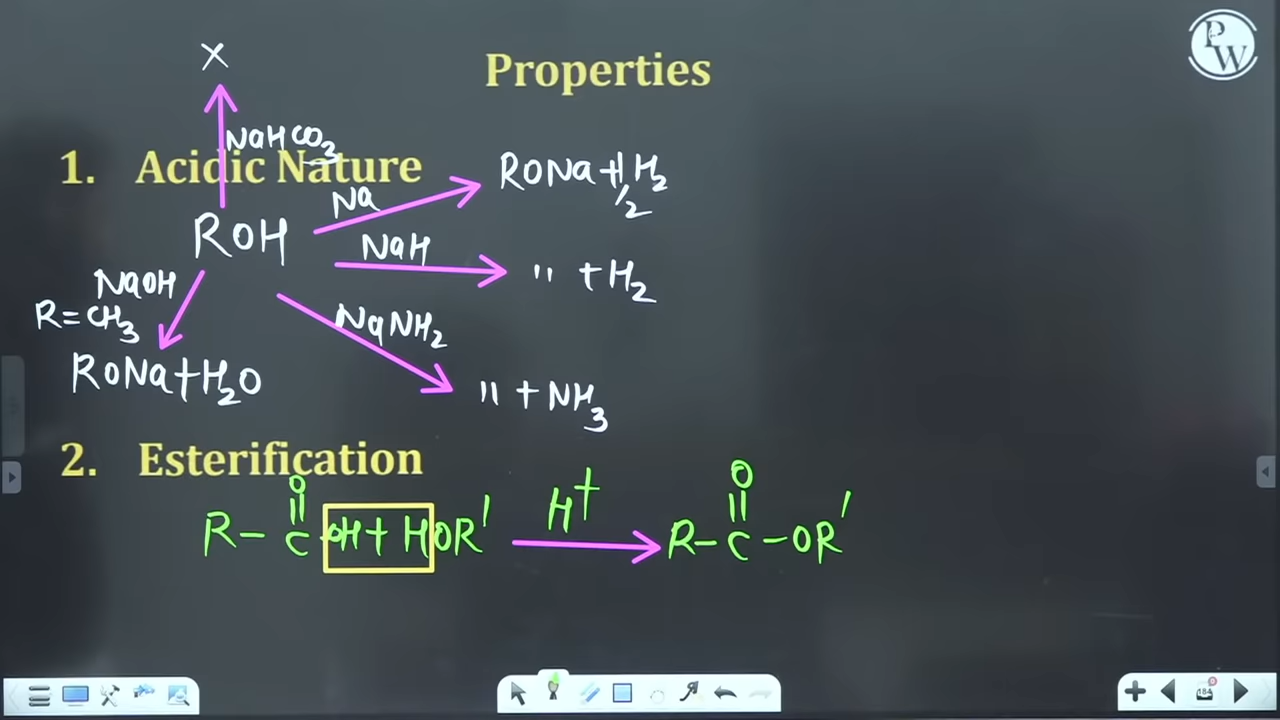 PW
Properties
X
NaHCO3
1. Acidic Nature
Na
RONa + 1/2 H2
ROH
NaH
" + H2
NaOH
R=CH3
NaNH2
RONa+H2O
" + NH3
2. Esterification
O O
R-C-OH + HOR' H+ R-C-OR'
184